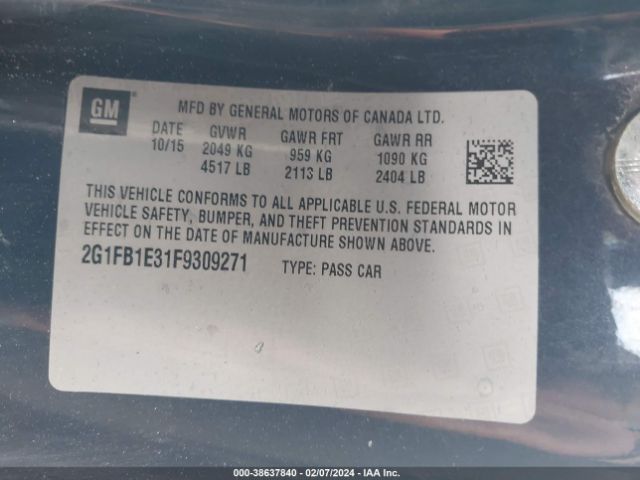 GM
MFD BY GENERAL MOTORS OF CANADA LTD.
DATE GVWR GAWR FRT GAWR RR
10/15 2049 KG 959 KG 1090 KG
4517 LB 2113 LB 2404 LB
THIS VEHICLE CONFORMS TO ALL APPLICABLE U.S. FEDERAL MOTOR
VEHICLE SAFETY, BUMPER, AND THEFT PREVENTION STANDARDS IN
EFFECT ON THE DATE OF MANUFACTURE SHOWN ABOVE.
2G1FB1E31F9309271 TYPE: PASS CAR
000-38637840 - 02/07/2024 - IAA Inc.